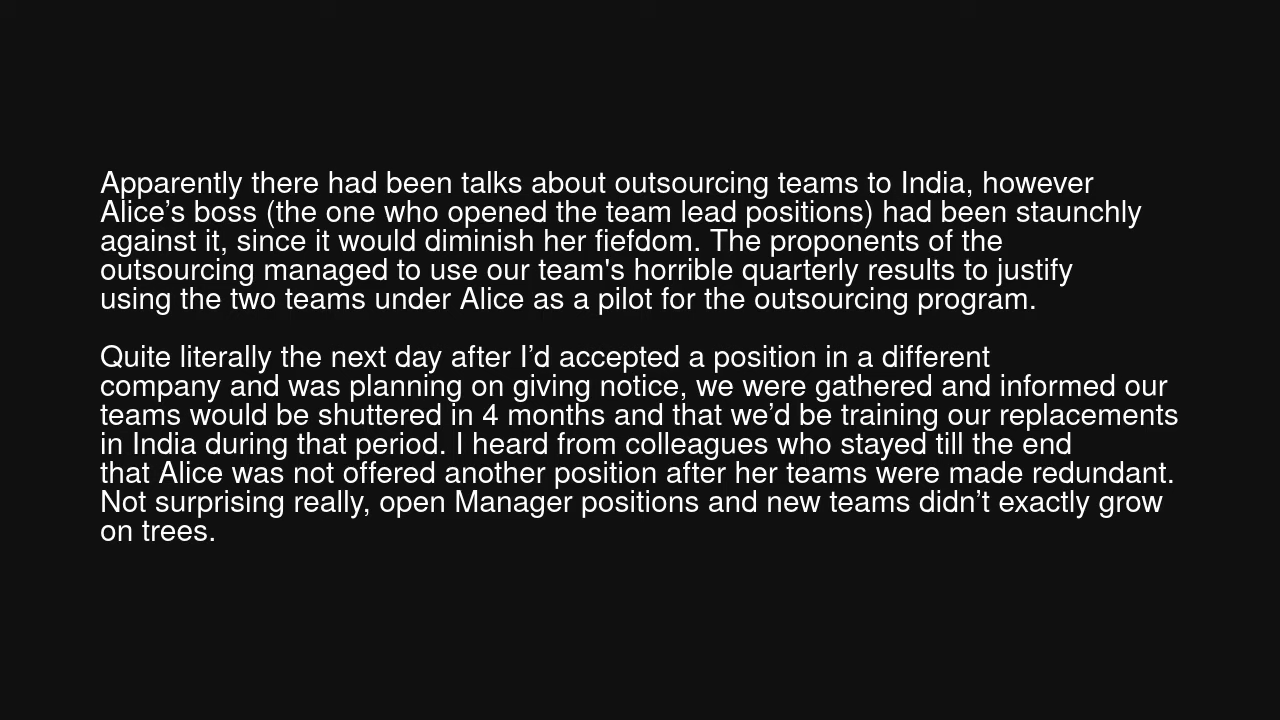 Apparently there had been talks about outsourcing teams to India, however
Alice’s boss (the one who opened the team lead positions) had been staunchly
against it, since it would diminish her fiefdom. The proponents of the
outsourcing managed to use our team's horrible quarterly results to justify
using the two teams under Alice as a pilot for the outsourcing program.
Quite literally the next day after I’d accepted a position in a different
company and was planning on giving notice, we were gathered and informed our
teams would be shuttered in 4 months and that we’d be training our replacements
in India during that period. I heard from colleagues who stayed till the end
that Alice was not offered another position after her teams were made redundant.
Not surprising really, open Manager positions and new teams didn’t exactly grow
on trees.